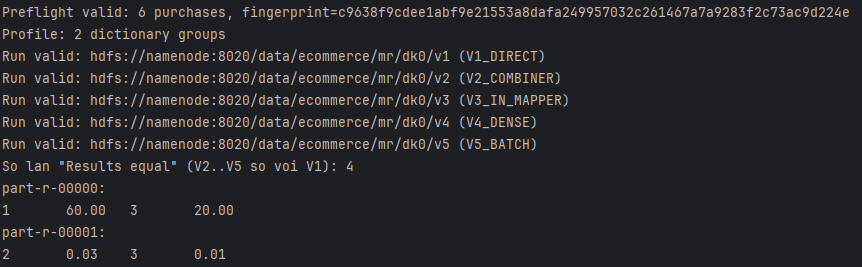 Preflight valid: 6 purchases, fingerprint=c9638f9cdee1abf9e21553a8dafa249957032c261467a7a9283f2c73ac9d224e
Profile: 2 dictionary groups
Run valid: hdfs://namenode:8020/data/ecommerce/mr/dk0/v1 (V1_DIRECT)
Run valid: hdfs://namenode:8020/data/ecommerce/mr/dk0/v2 (V2_COMBINER)
Run valid: hdfs://namenode:8020/data/ecommerce/mr/dk0/v3 (V3_IN_MAPPER)
Run valid: hdfs://namenode:8020/data/ecommerce/mr/dk0/v4 (V4_DENSE)
Run valid: hdfs://namenode:8020/data/ecommerce/mr/dk0/v5 (V5_BATCH)
So lan "Results equal" (V2..V5 so voi V1): 4
part-r-00000:
1	60.00	3	20.00
part-r-00001:
2	0.03	3	0.01